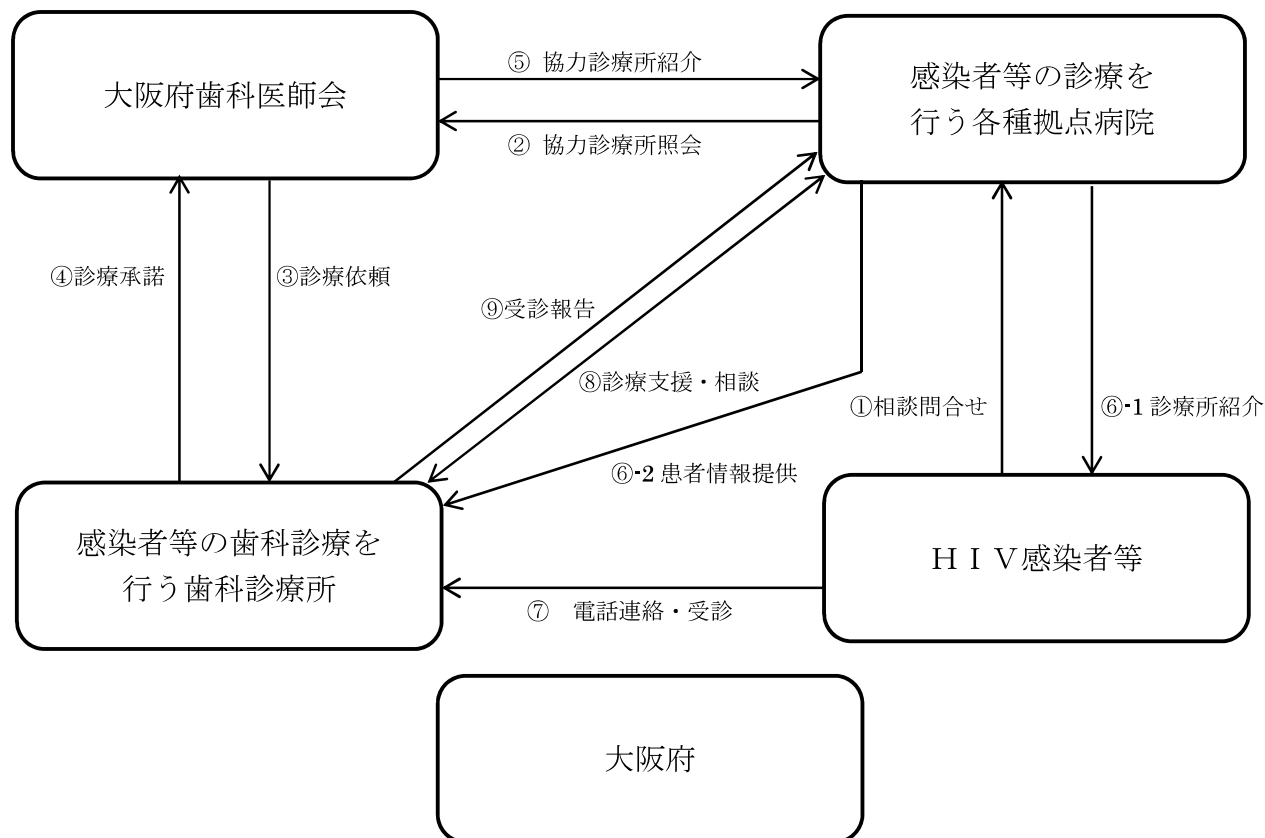 大阪府歯科医師会
⑤ 協力診療所紹介
② 協力診療所照会
感染者等の診療を
行う各種拠点病院
④診療承諾
③診療依頼
⑨受診報告
⑧診療支援・相談
①相談問合せ
⑥-1 診療所紹介
⑥-2 患者情報提供
感染者等の歯科診療を
行う歯科診療所
ＨＩＶ感染者等
⑦　電話連絡・受診
大阪府